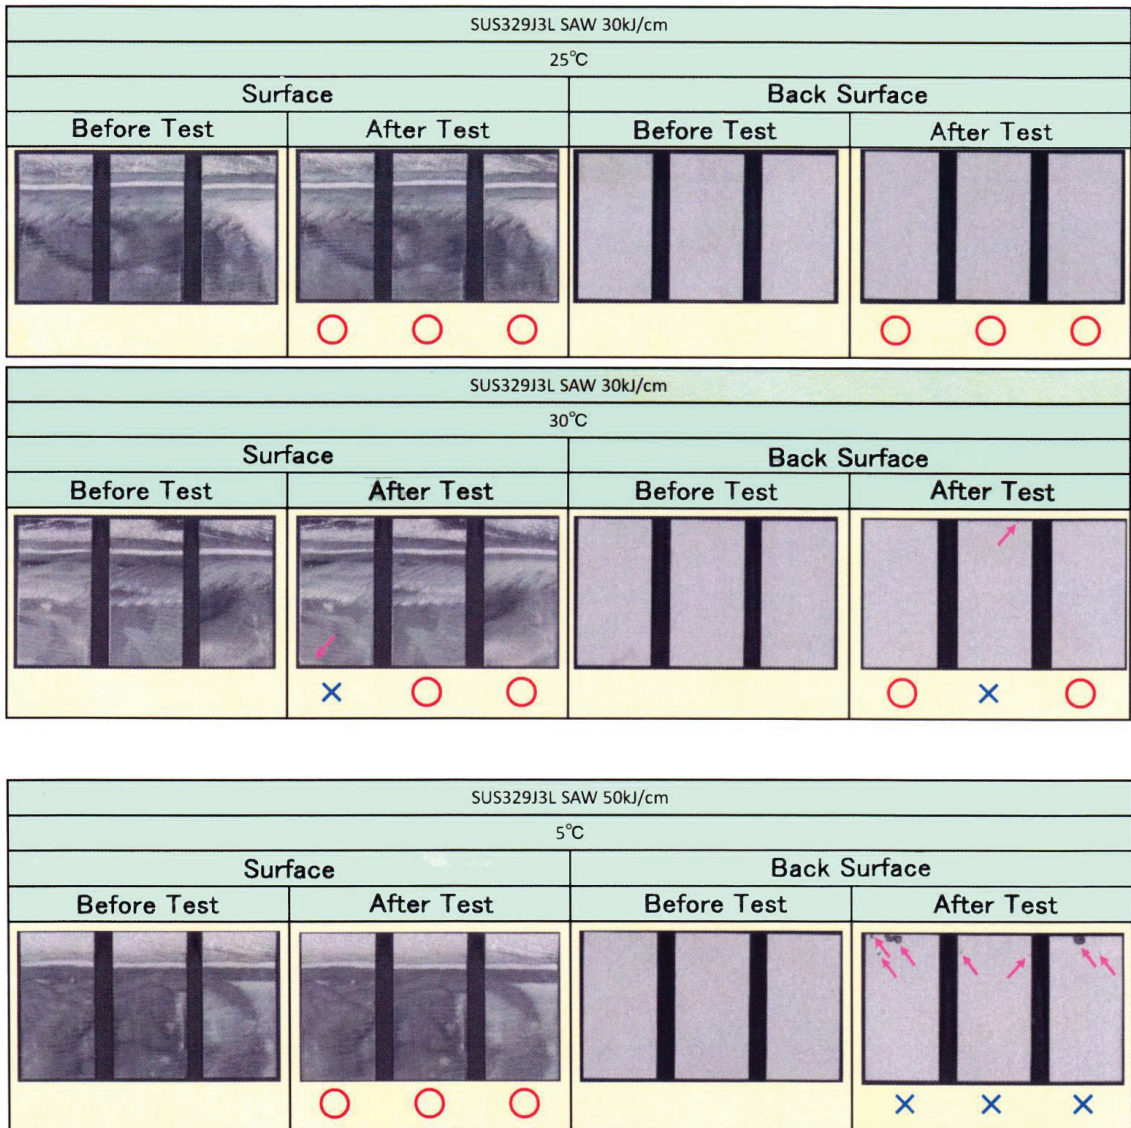 SUS329J3L SAW 30kJ/cm
25℃
Surface Back Surface
Before Test After Test Before Test After Test
○ ○ ○ ○ ○ ○
SUS329J3L SAW 30kJ/cm
30℃
Surface Back Surface
Before Test After Test Before Test After Test
× ○ ○ ○ × ○
SUS329J3L SAW 50kJ/cm
5℃
Surface Back Surface
Before Test After Test Before Test After Test
○ ○ ○ × × ×